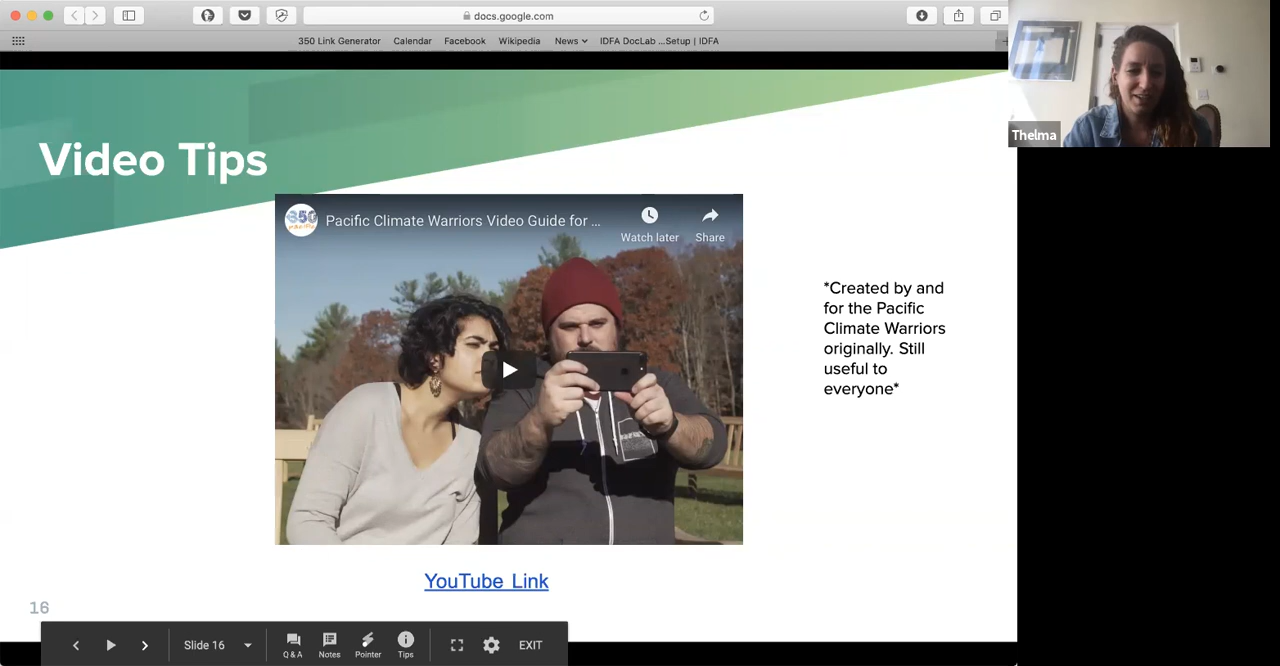 docs.google.com
350 Link Generator Calendar Facebook Wikipedia News IDFA DocLab ...Setup | IDFA
Thelma
Video Tips
350
Pacific Climate Warriors Video Guide for ...
Watch later Share
*Created by and
for the Pacific
Climate Warriors
originally. Still
useful to
everyone*
YouTube Link
16
Slide 16
Q & A Notes Pointer Tips EXIT